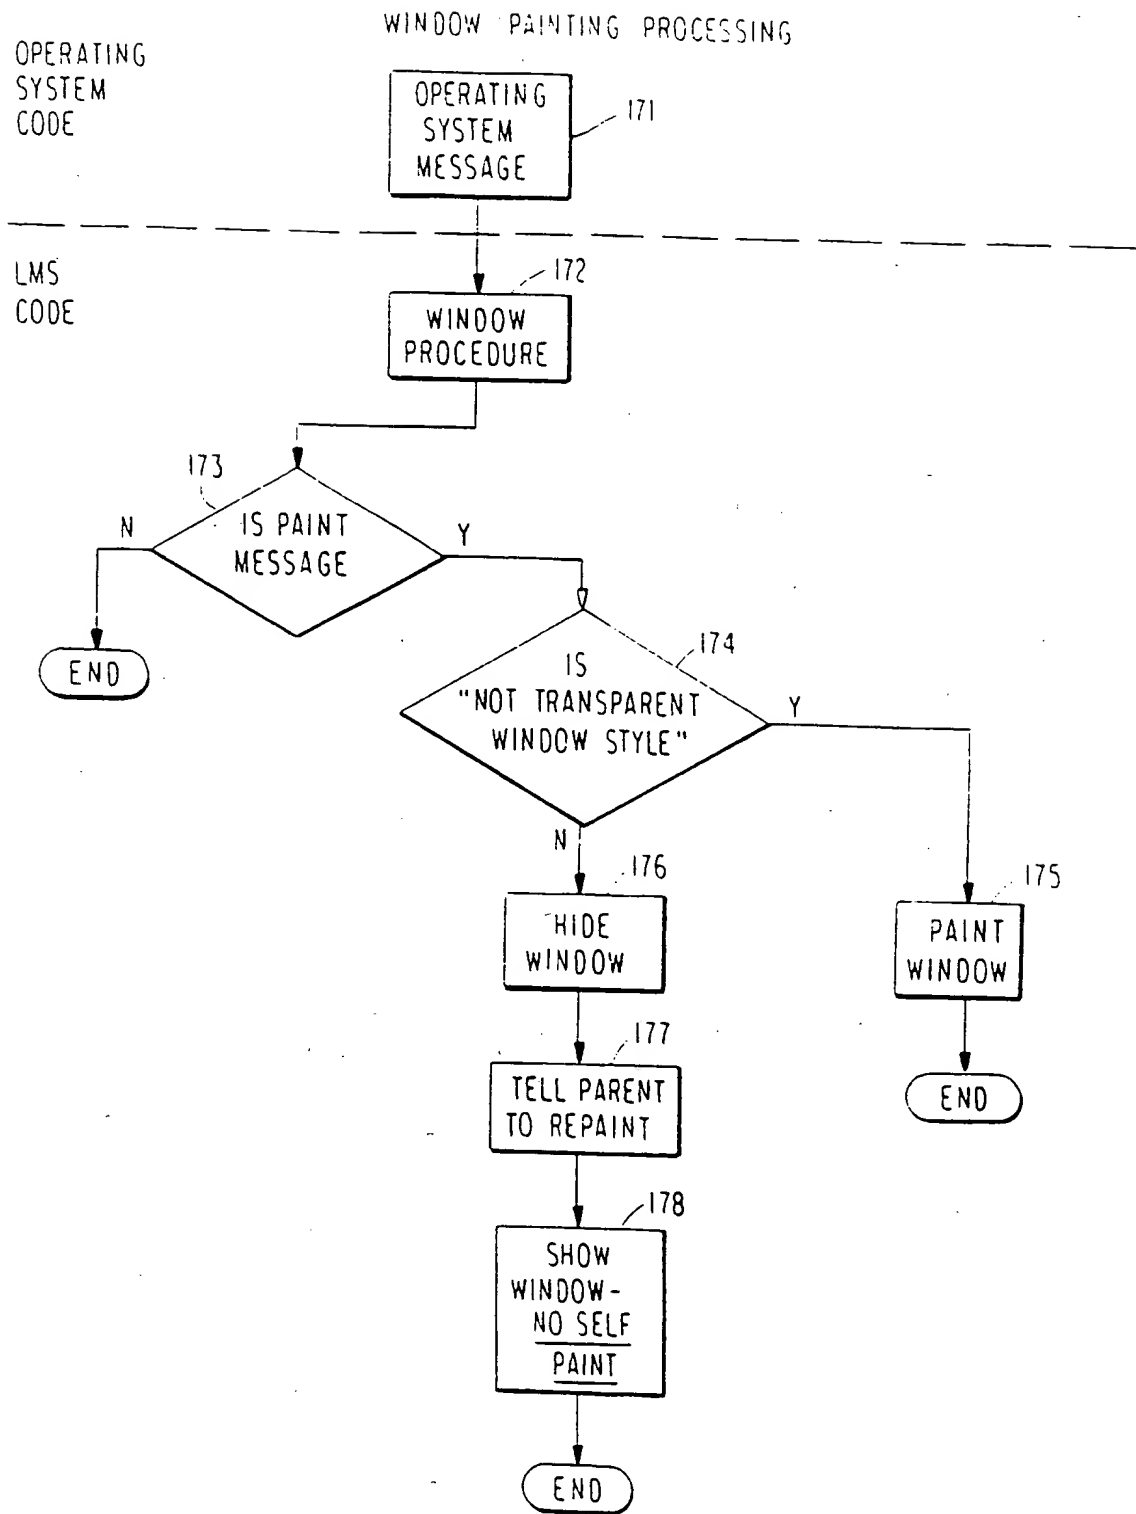 WINDOW PAINTING PROCESSING
OPERATING
SYSTEM
CODE
OPERATING
SYSTEM
MESSAGE
171
LMS
CODE
172
WINDOW
PROCEDURE
173
N
IS PAINT
MESSAGE
Y
END
174
IS
"NOT TRANSPARENT
WINDOW STYLE"
Y
N
176
HIDE
WINDOW
175
PAINT
WINDOW
177
TELL PARENT
TO REPAINT
END
178
SHOW
WINDOW-
NO SELF
PAINT
END